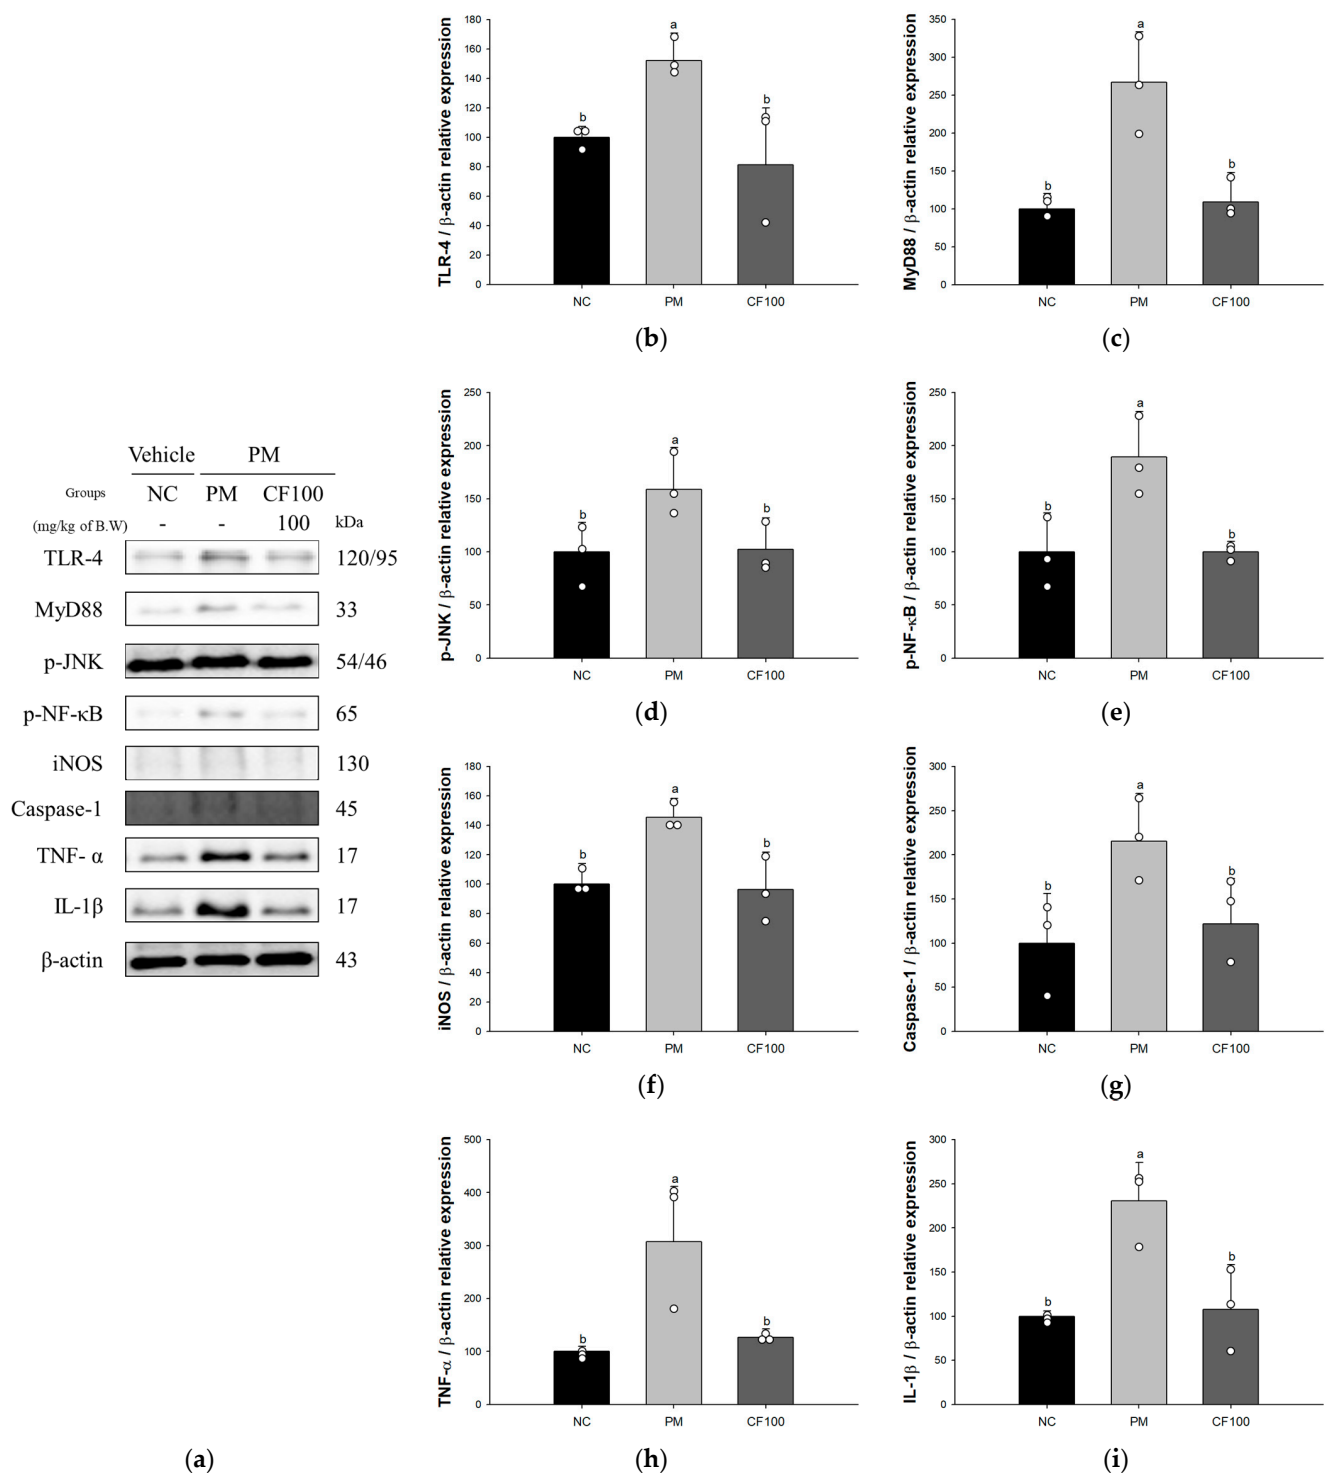 Vehicle PM
Groups NC PM CF100
(mg/kg of B.W) - - 100 kDa
TLR-4 120/95
MyD88 33
p-JNK 54/46
p-NF-κB 65
iNOS 130
Caspase-1 45
TNF- α 17
IL-1β 17
β-actin 43
(a)
TLR-4 / β-actin relative expression
180
160
140
120
100
80
60
40
20
0
b
a
b
NC PM CF100
(b)
MyD88 / β-actin relative expression
350
300
250
200
150
100
50
0
b
a
b
NC PM CF100
(c)
p-JNK / β-actin relative expression
250
200
150
100
50
0
b
a
b
NC PM CF100
(d)
p-NF-κB / β-actin relative expression
250
200
150
100
50
0
b
a
b
NC PM CF100
(e)
iNOS / β-actin relative expression
180
160
140
120
100
80
60
40
20
0
b
a
b
NC PM CF100
(f)
Caspase-1 / β-actin relative expression
300
250
200
150
100
50
0
b
a
b
NC PM CF100
(g)
TNF-α / β-actin relative expression
500
400
300
200
100
0
b
a
b
NC PM CF100
(h)
IL-1β / β-actin relative expression
300
250
200
150
100
50
0
b
a
b
NC PM CF100
(i)